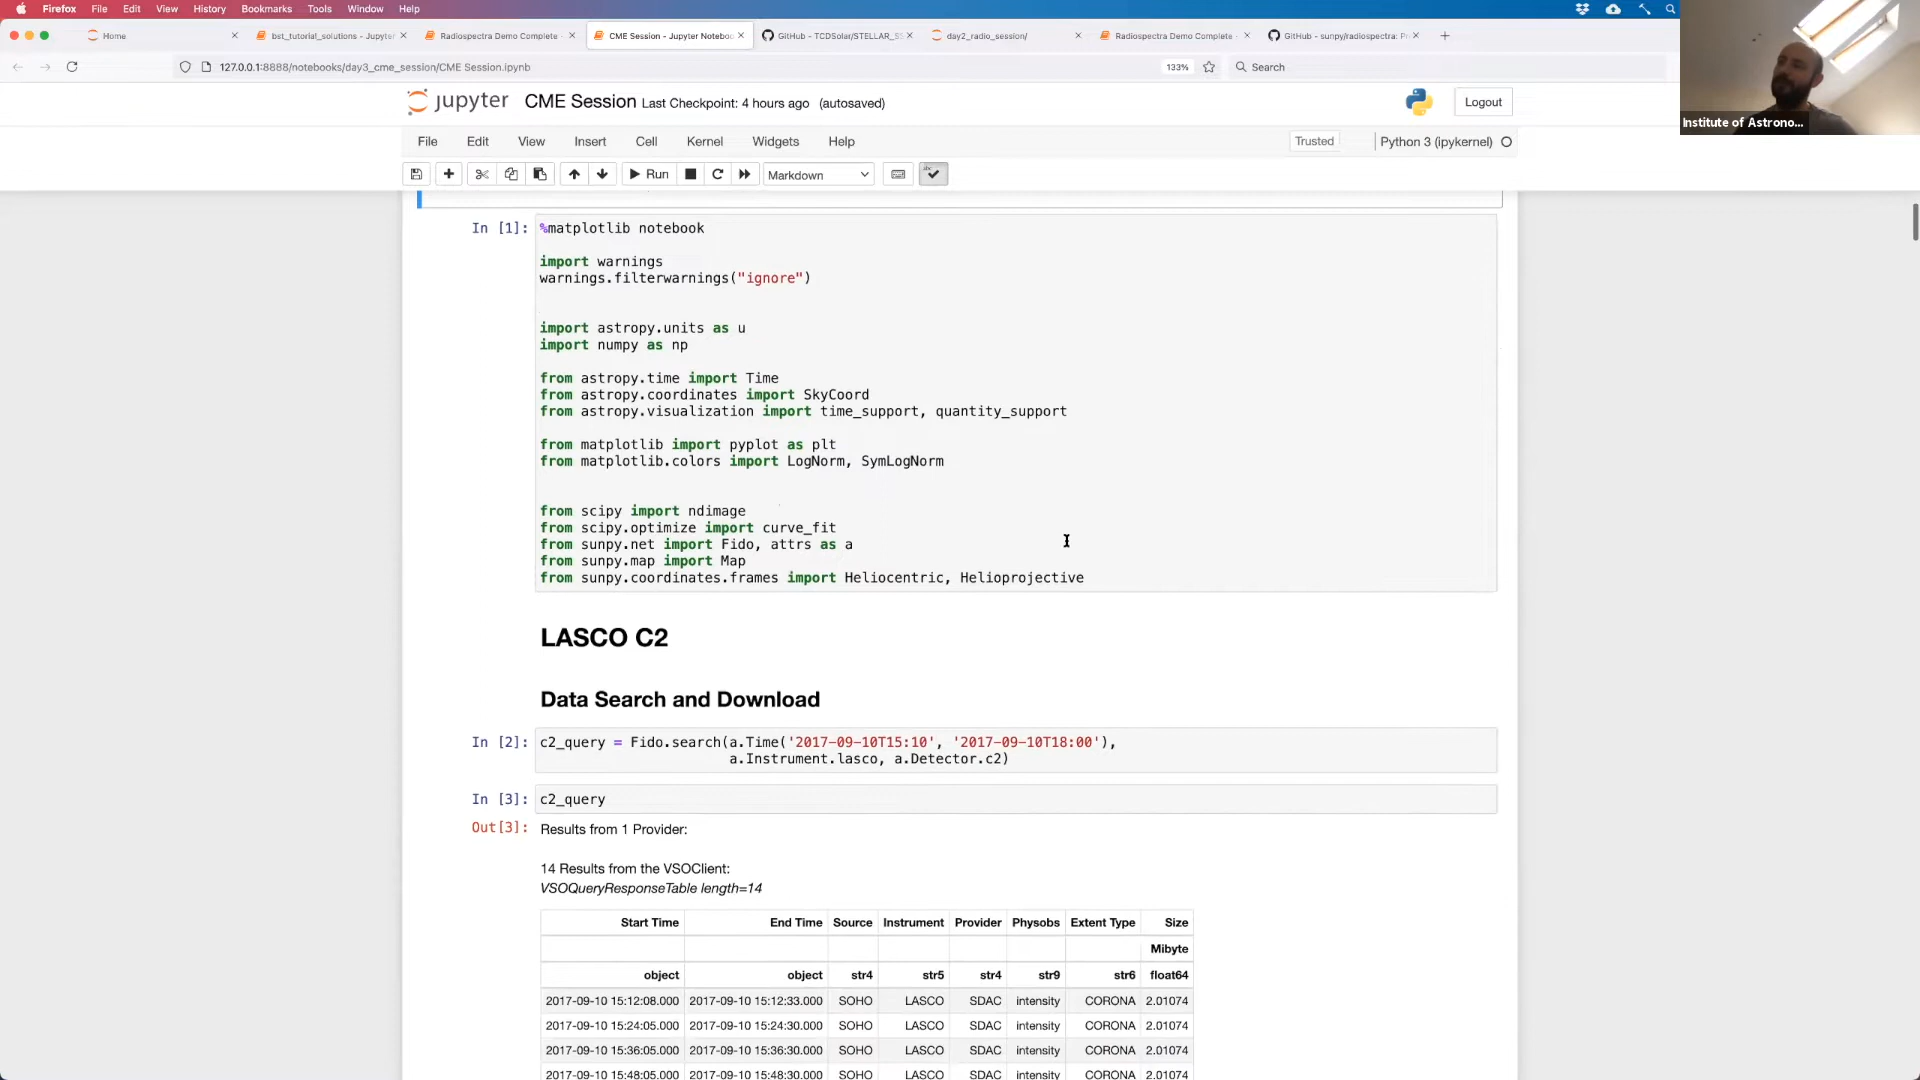 Firefox File Edit View History Bookmarks Tools Window Help
Home
bst_tutorial_solutions - Jupyter
Radiospectra Demo Complete -
CME Session - Jupyter Notebo
GitHub - TCDSolar/STELLAR_S
day2_radio_session/
Radiospectra Demo Complete -
GitHub - sunpy/radiospectra: P
127.0.0.1:8888/notebooks/day3_cme_session/CME Session.ipynb
133%
Search
Institute of Astrono...
jupyter CME Session Last Checkpoint: 4 hours ago (autosaved)
Logout
File Edit View Insert Cell Kernel Widgets Help
Trusted
Python 3 (ipykernel)
Run
Markdown
In [1]:
%matplotlib notebook
import warnings
warnings.filterwarnings("ignore")
import astropy.units as u
import numpy as np
from astropy.time import Time
from astropy.coordinates import SkyCoord
from astropy.visualization import time_support, quantity_support
from matplotlib import pyplot as plt
from matplotlib.colors import LogNorm, SymLogNorm
from scipy import ndimage
from scipy.optimize import curve_fit
from sunpy.net import Fido, attrs as a
from sunpy.map import Map
from sunpy.coordinates.frames import Heliocentric, Helioprojective
LASCO C2
Data Search and Download
In [2]:
c2_query = Fido.search(a.Time('2017-09-10T15:10', '2017-09-10T18:00'),
a.Instrument.lasco, a.Detector.c2)
In [3]:
c2_query
Out[3]:
Results from 1 Provider:
14 Results from the VSOClient:
VSOQueryResponseTable length=14
Start Time End Time Source Instrument Provider Physobs Extent Type Size
Mibyte
object object str4 str5 str4 str9 str6 float64
2017-09-10 15:12:08.000 2017-09-10 15:12:33.000 SOHO LASCO SDAC intensity CORONA 2.01074
2017-09-10 15:24:05.000 2017-09-10 15:24:30.000 SOHO LASCO SDAC intensity CORONA 2.01074
2017-09-10 15:36:05.000 2017-09-10 15:36:30.000 SOHO LASCO SDAC intensity CORONA 2.01074
2017-09-10 15:48:05.000 2017-09-10 15:48:30.000 SOHO LASCO SDAC intensity CORONA 2.01074